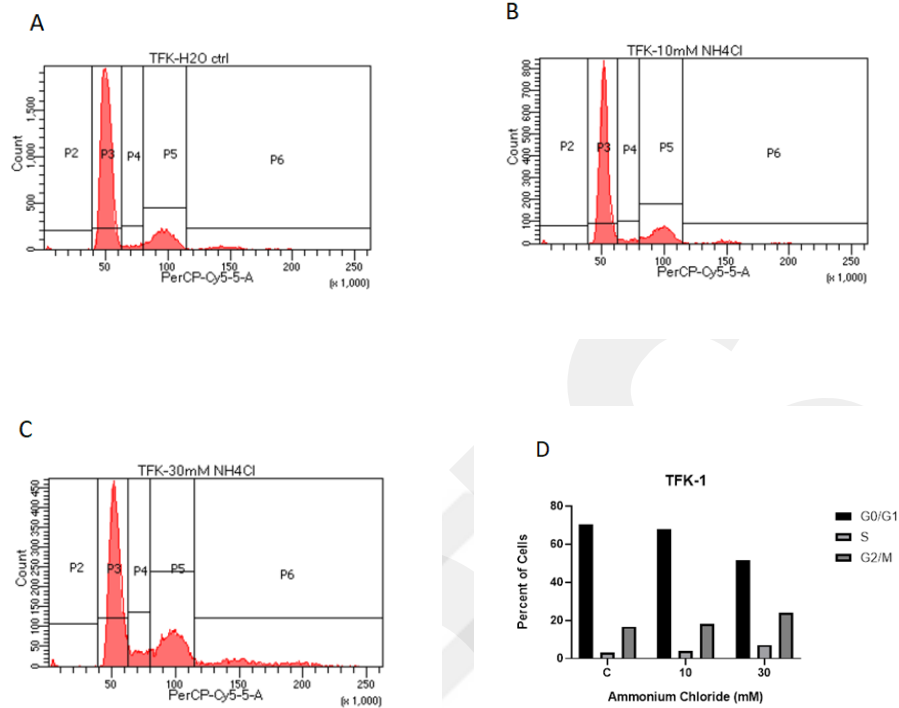 A
TFK-H2O ctrl
Count
1,500
1,000
500
0
P2
P3
P4
P5
P6
50
100
150
200
250
PerCP-Cy5-5-A
(x 1,000)
B
TFK-10mM NH4Cl
Count
800
700
600
500
400
300
200
100
0
P2
P3
P4
P5
P6
50
100
150
200
250
PerCP-Cy5-5-A
(x 1,000)
C
TFK-30mM NH4Cl
Count
450
400
350
300
250
200
150
100
50
0
P2
P3
P4
P5
P6
50
100
150
200
250
PerCP-Cy5-5-A
(x 1,000)
D
TFK-1
Percent of Cells
80
60
40
20
0
C
10
30
Ammonium Chloride (mM)
G0/G1
S
G2/M